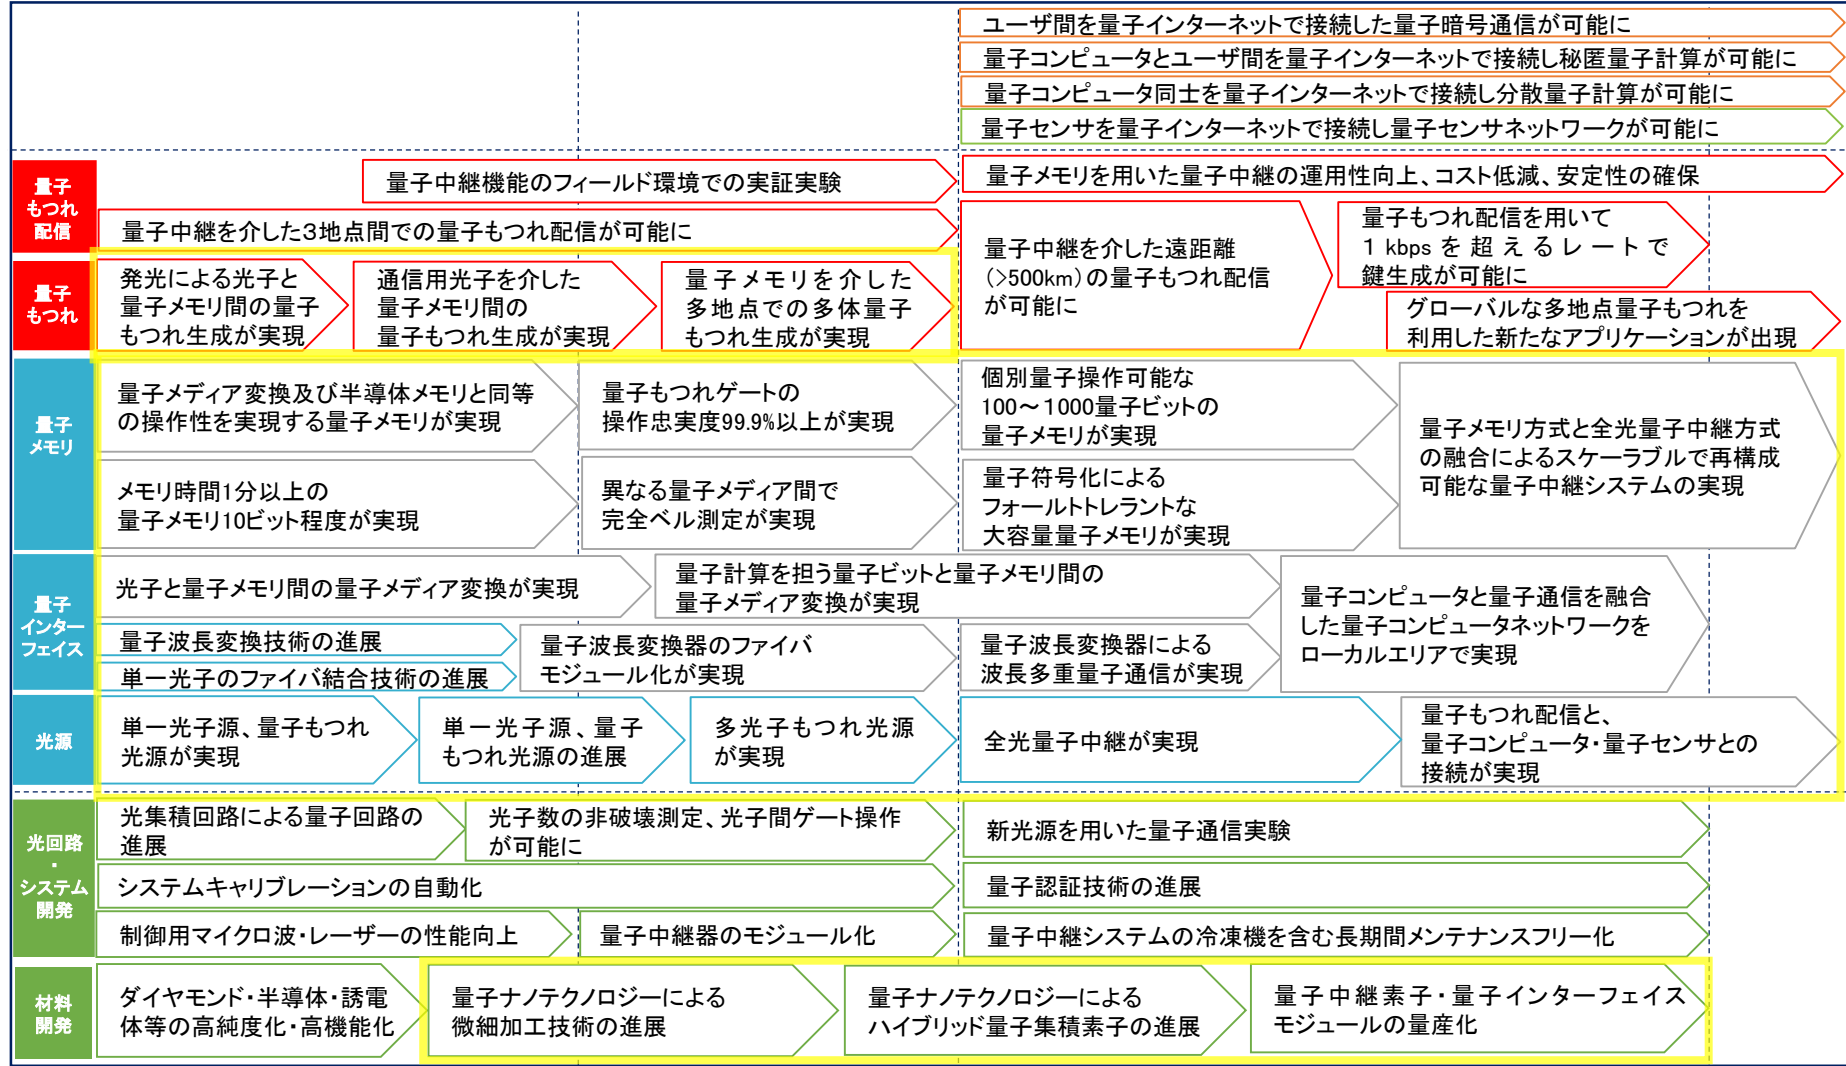 ユーザ間を量子インターネットで接続した量子暗号通信が可能に
量子コンピュータとユーザ間を量子インターネットで接続し秘匿量子計算が可能に
量子コンピュータ同士を量子インターネットで接続し分散量子計算が可能に
量子センサを量子インターネットで接続し量子センサネットワークが可能に
量子
もつれ
配信
量子中継機能のフィールド環境での実証実験
量子メモリを用いた量子中継の運用性向上、コスト低減、安定性の確保
量子中継を介した3地点間での量子もつれ配信が可能に
量子中継を介した遠距離
(>500km)の量子もつれ配信
が可能に
量子もつれ配信を用いて
1 kbpsを超えるレートで
鍵生成が可能に
グローバルな多地点量子もつれを
利用した新たなアプリケーションが出現
量子
もつれ
発光による光子と
量子メモリ間の量子
もつれ生成が実現
通信用光子を介した
量子メモリ間の
量子もつれ生成が実現
量子メモリを介した
多地点での多体量子
もつれ生成が実現
量子
メモリ
量子メディア変換及び半導体メモリと同等
の操作性を実現する量子メモリが実現
量子もつれゲートの
操作忠実度99.9%以上が実現
個別量子操作可能な
100～1000量子ビットの
量子メモリが実現
量子メモリ方式と全光量子中継方式
の融合によるスケーラブルで再構成
可能な量子中継システムの実現
メモリ時間1分以上の
量子メモリ10ビット程度が実現
異なる量子メディア間で
完全ベル測定が実現
量子符号化による
フォールトトレラントな
大容量量子メモリが実現
量子
インター
フェイス
光子と量子メモリ間の量子メディア変換が実現
量子計算を担う量子ビットと量子メモリ間の
量子メディア変換が実現
量子コンピュータと量子通信を融合
した量子コンピュータネットワークを
ローカルエリアで実現
量子波長変換技術の進展
単一光子のファイバ結合技術の進展
量子波長変換器のファイバ
モジュール化が実現
量子波長変換器による
波長多重量子通信が実現
光源
単一光子源、量子もつれ
光源が実現
単一光子源、量子
もつれ光源の進展
多光子もつれ光源
が実現
全光量子中継が実現
量子もつれ配信と、
量子コンピュータ・量子センサとの
接続が実現
光回路
・
システム
開発
光集積回路による量子回路の
進展
光子数の非破壊測定、光子間ゲート操作
が可能に
新光源を用いた量子通信実験
システムキャリブレーションの自動化
量子認証技術の進展
制御用マイクロ波・レーザーの性能向上
量子中継器のモジュール化
量子中継システムの冷凍機を含む長期間メンテナンスフリー化
材料
開発
ダイヤモンド・半導体・誘電
体等の高純度化・高機能化
量子ナノテクノロジーによる
微細加工技術の進展
量子ナノテクノロジーによる
ハイブリッド量子集積素子の進展
量子中継素子・量子インターフェイス
モジュールの量産化